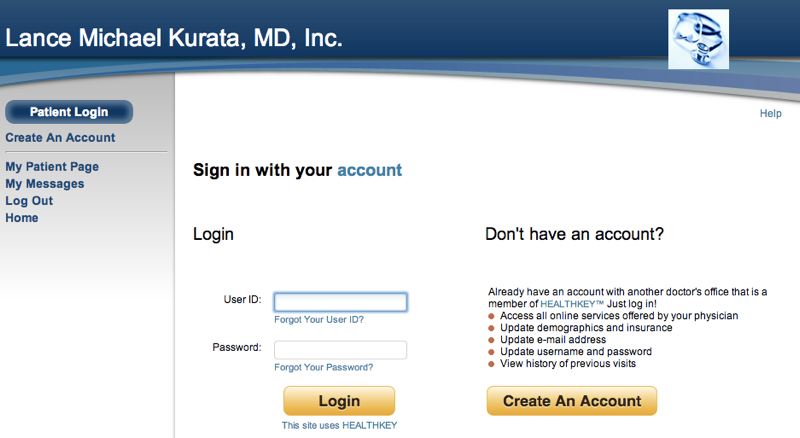 Lance Michael Kurata, MD, Inc.
Patient Login
Create An Account
My Patient Page
My Messages
Log Out
Home
Help
Sign in with your account
Login
User ID:
Forgot Your User ID?
Password:
Forgot Your Password?
Login
This site uses HEALTHKEY
Don't have an account?
Already have an account with another doctor's office that is a
member of HEALTHKEY™ Just log in!
Access all online services offered by your physician
Update demographics and insurance
Update e-mail address
Update username and password
View history of previous visits
Create An Account